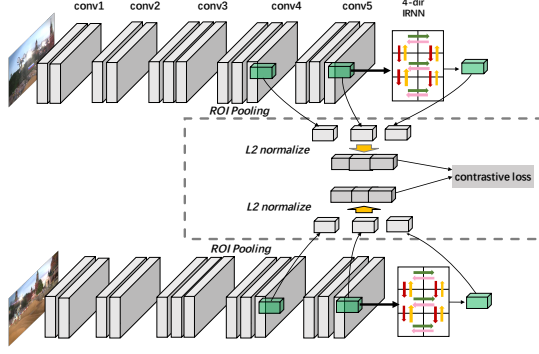 conv1 conv2 conv3 conv4 conv5 4-dir
IRNN
ROI Pooling
L2 normalize
contrastive loss
L2 normalize
ROI Pooling